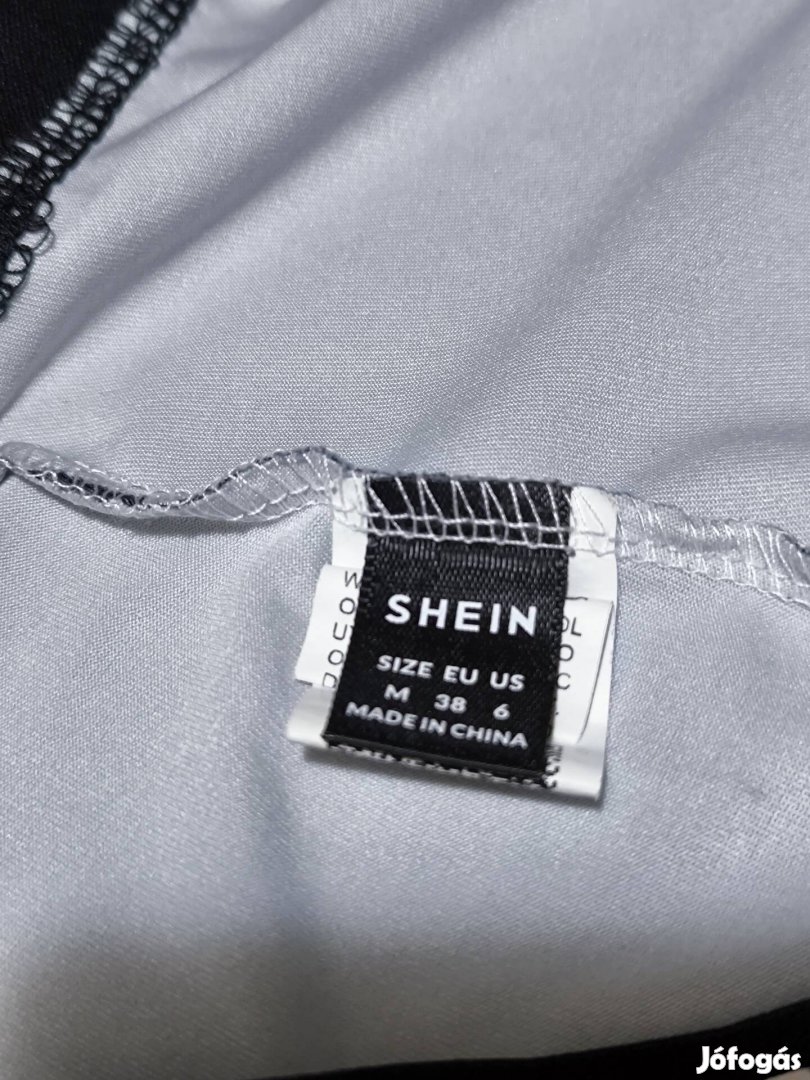 SHEIN
SIZE EU US
M 38 6
MADE IN CHINA
Jófogás